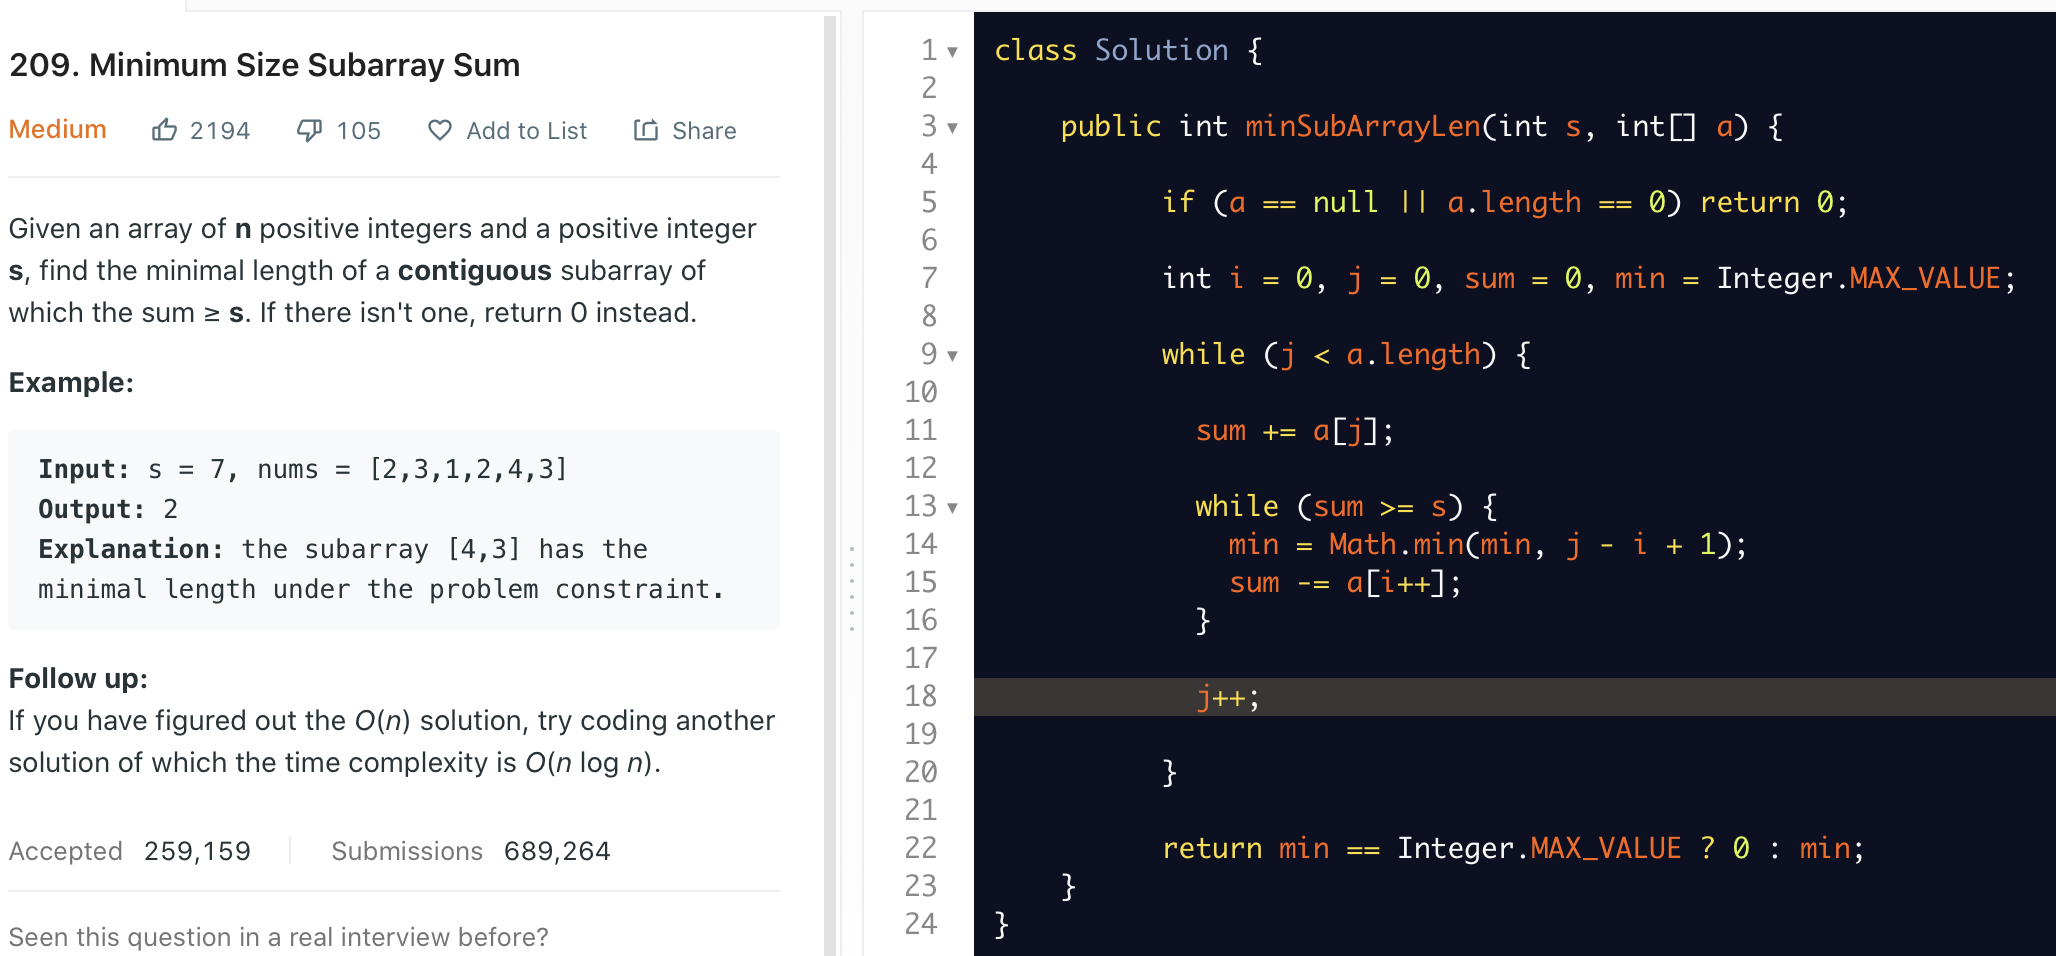 209. Minimum Size Subarray Sum
Medium 2194 105 Add to List Share
Given an array of n positive integers and a positive integer
s, find the minimal length of a contiguous subarray of
which the sum ≥ s. If there isn't one, return 0 instead.
Example:
Input: s = 7, nums = [2,3,1,2,4,3]
Output: 2
Explanation: the subarray [4,3] has the
minimal length under the problem constraint.
Follow up:
If you have figured out the O(n) solution, try coding another
solution of which the time complexity is O(n log n).
Accepted 259,159 Submissions 689,264
Seen this question in a real interview before?
1 class Solution {
2
3 public int minSubArrayLen(int s, int[] a) {
4
5 if (a == null || a.length == 0) return 0;
6
7 int i = 0, j = 0, sum = 0, min = Integer.MAX_VALUE;
8
9 while (j < a.length) {
10
11 sum += a[j];
12
13 while (sum >= s) {
14 min = Math.min(min, j - i + 1);
15 sum -= a[i++];
16 }
17
18 j++;
19
20 }
21
22 return min == Integer.MAX_VALUE ? 0 : min;
23 }
24 }